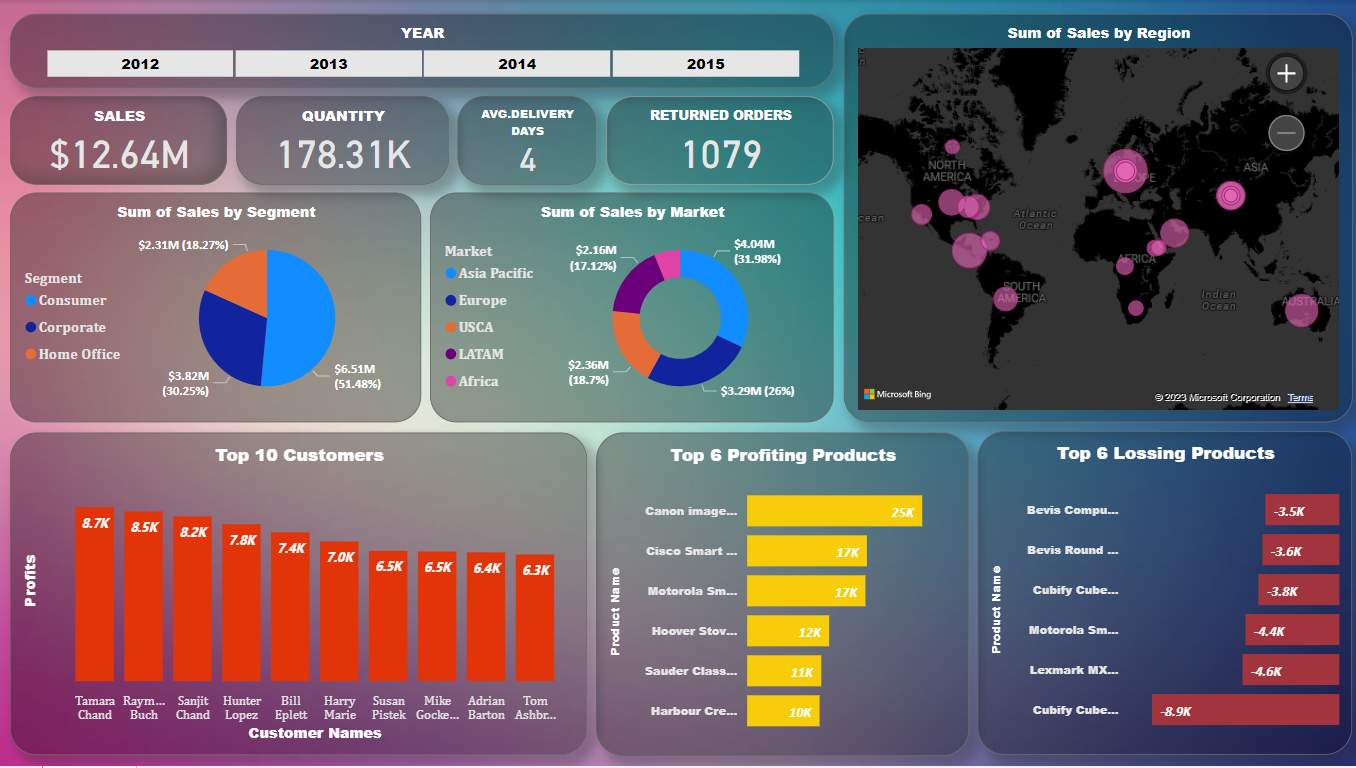 YEAR
2012
2013
2014
2015
SALES
$12.64M
QUANTITY
178.31K
AVG.DELIVERY
DAYS
4
RETURNED ORDERS
1079
Sum of Sales by Region
NORTH
AMERICA
ASIA
Atlantic
Ocean
AFRICA
SOUTH
AMERICA
Indian
Ocean
AUSTRALIA
Microsoft Bing
© 2023 Microsoft Corporation Terms
Sum of Sales by Segment
Segment
Consumer
Corporate
Home Office
$2.31M (18.27%)
$3.82M
(30.25%)
$6.51M
(51.48%)
Sum of Sales by Market
Market
Asia Pacific
Europe
USCA
LATAM
Africa
$2.16M
(17.12%)
$4.04M
(31.98%)
$2.36M
(18.7%)
$3.29M (26%)
Top 10 Customers
Profits
8.7K
8.5K
8.2K
7.8K
7.4K
7.0K
6.5K
6.5K
6.4K
6.3K
Tamara
Chand
Raym...
Buch
Sanjit
Chand
Hunter
Lopez
Bill
Eplett
Harry
Marie
Susan
Pistek
Mike
Gocke...
Adrian
Barton
Tom
Ashbr...
Customer Names
Top 6 Profiting Products
Product Name
Canon image...
25K
Cisco Smart ...
17K
Motorola Sm...
17K
Hoover Stov...
12K
Sauder Class...
11K
Harbour Cre...
10K
Top 6 Lossing Products
Product Name
Bevis Compu...
-3.5K
Bevis Round ...
-3.6K
Cubify Cube...
-3.8K
Motorola Sm...
-4.4K
Lexmark MX...
-4.6K
Cubify Cube...
-8.9K